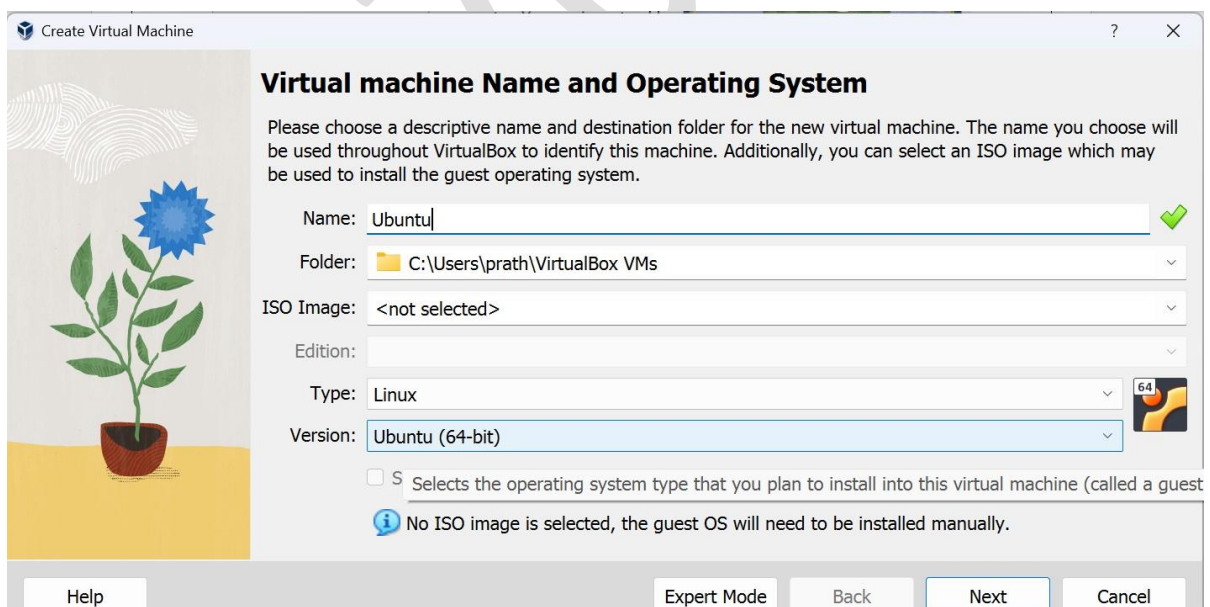 Create Virtual Machine
?
Virtual machine Name and Operating System
Please choose a descriptive name and destination folder for the new virtual machine. The name you choose will
be used throughout VirtualBox to identify this machine. Additionally, you can select an ISO image which may
be used to install the guest operating system.
Name: Ubuntu
Folder: C:\Users\prath\VirtualBox VMs
ISO Image: <not selected>
Edition:
Type: Linux
64
Version: Ubuntu (64-bit)
S Selects the operating system type that you plan to install into this virtual machine (called a guest
No ISO image is selected, the guest OS will need to be installed manually.
Help Expert Mode Back Next Cancel